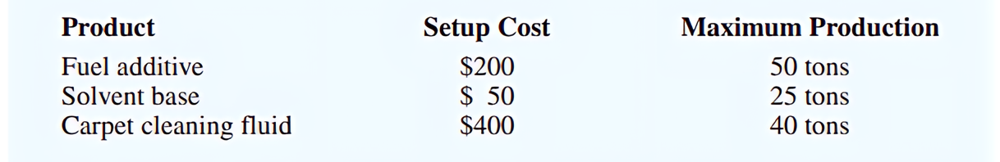 Product Setup Cost Maximum Production
Fuel additive $200 50 tons
Solvent base $ 50 25 tons
Carpet cleaning fluid $400 40 tons